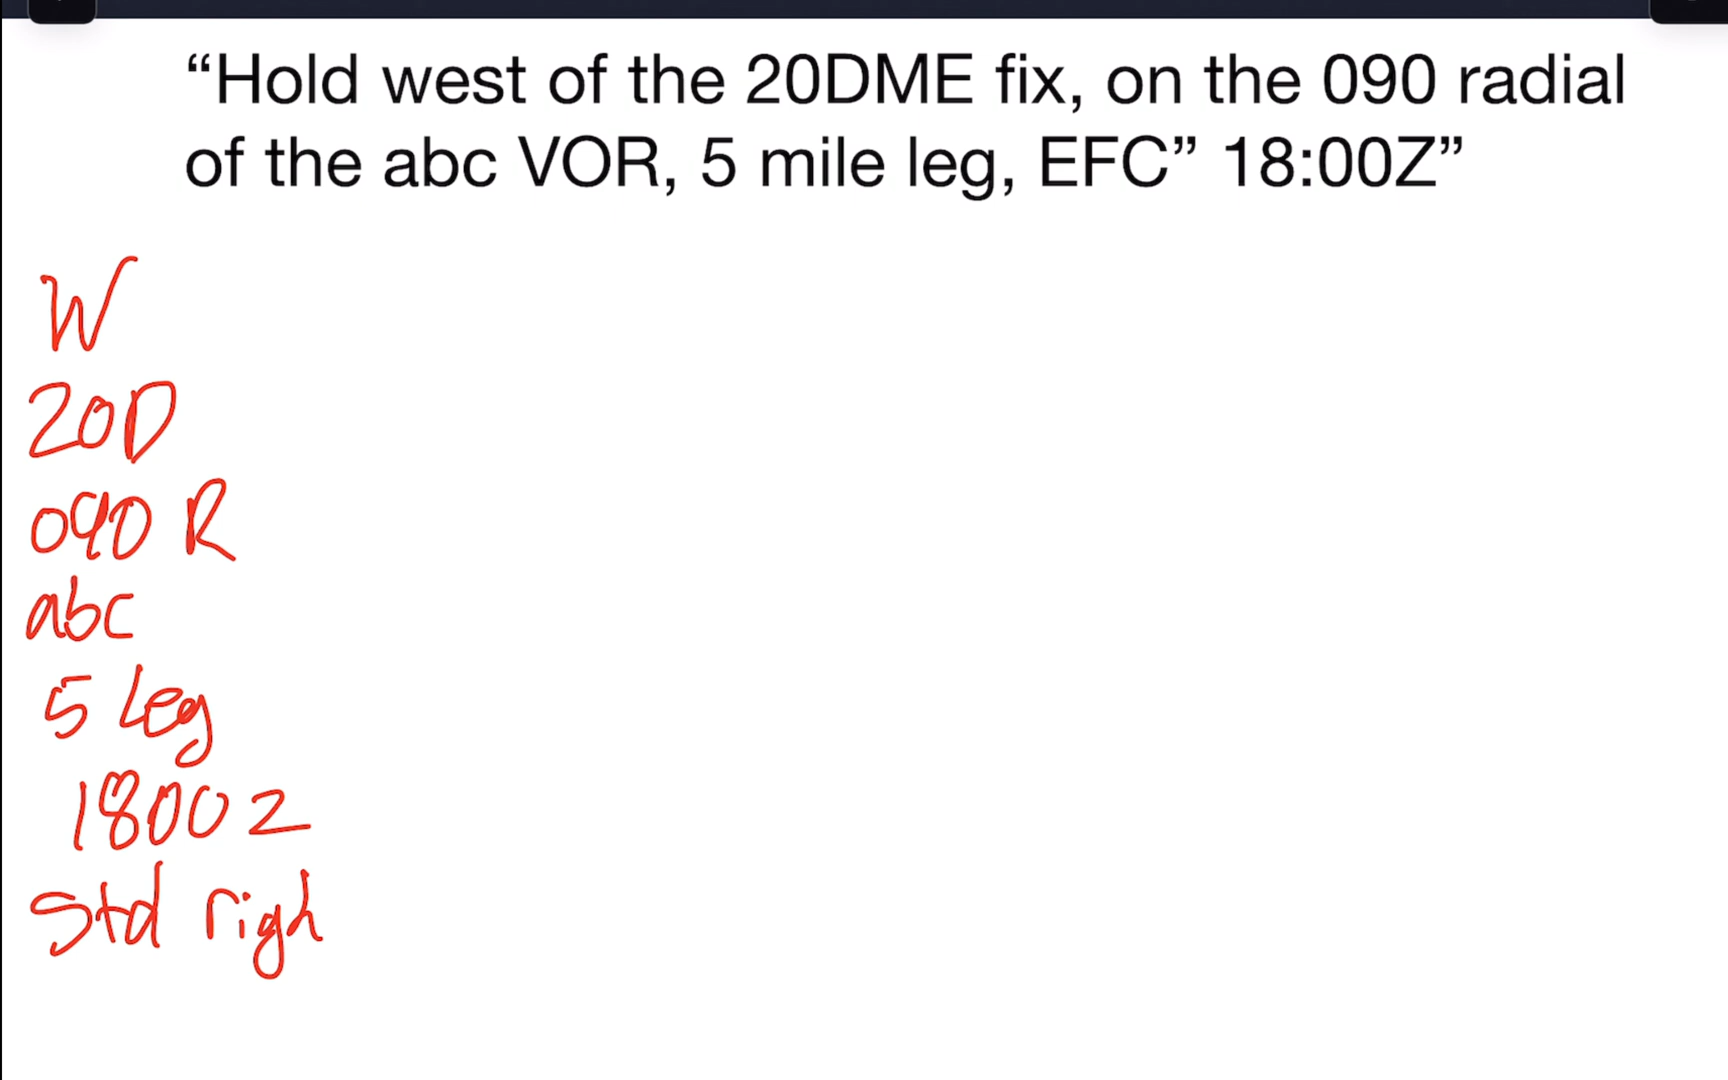 “Hold west of the 20DME fix, on the 090 radial
of the abc VOR, 5 mile leg, EFC” 18:00Z”
W
20D
090 R
abc
5 Leg
1800 z
Std righ